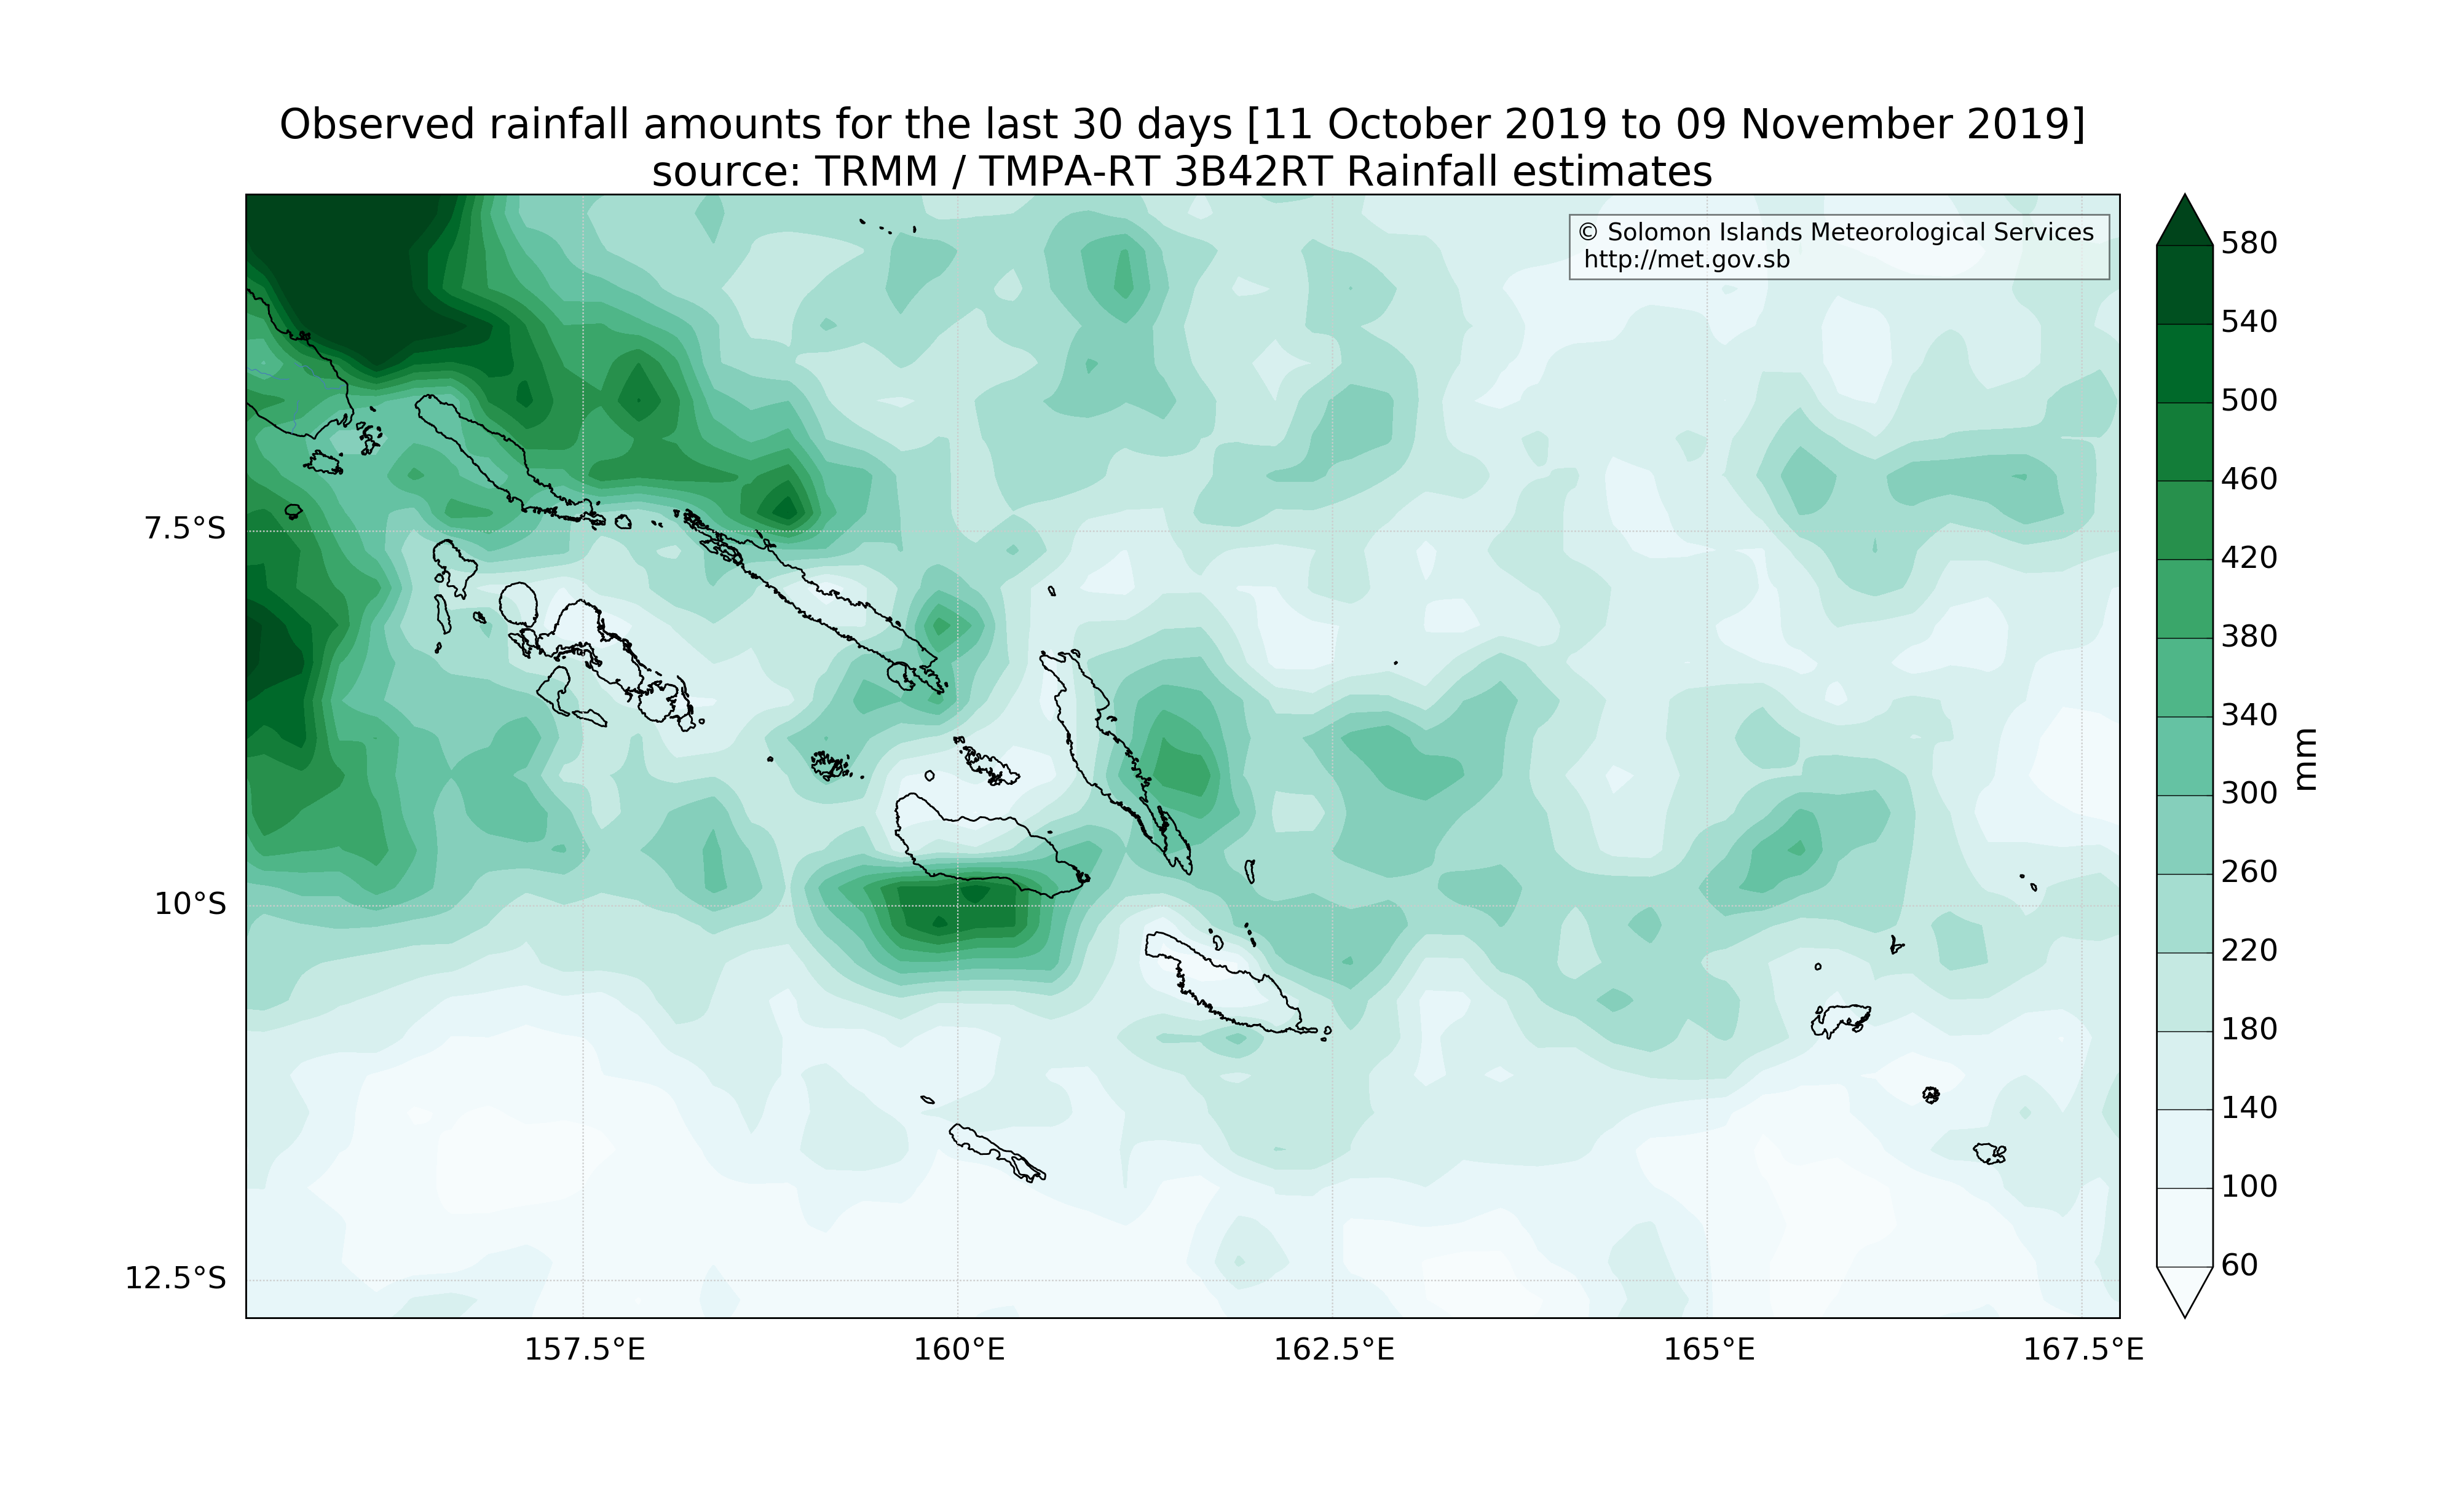 Observed rainfall amounts for the last 30 days [11 October 2019 to 09 November 2019]
source: TRMM / TMPA-RT 3B42RT Rainfall estimates
© Solomon Islands Meteorological Services
http://met.gov.sb
7.5°S
10°S
12.5°S
157.5°E
160°E
162.5°E
165°E
167.5°E
580
540
500
460
420
380
340
300
260
220
180
140
100
60
mm